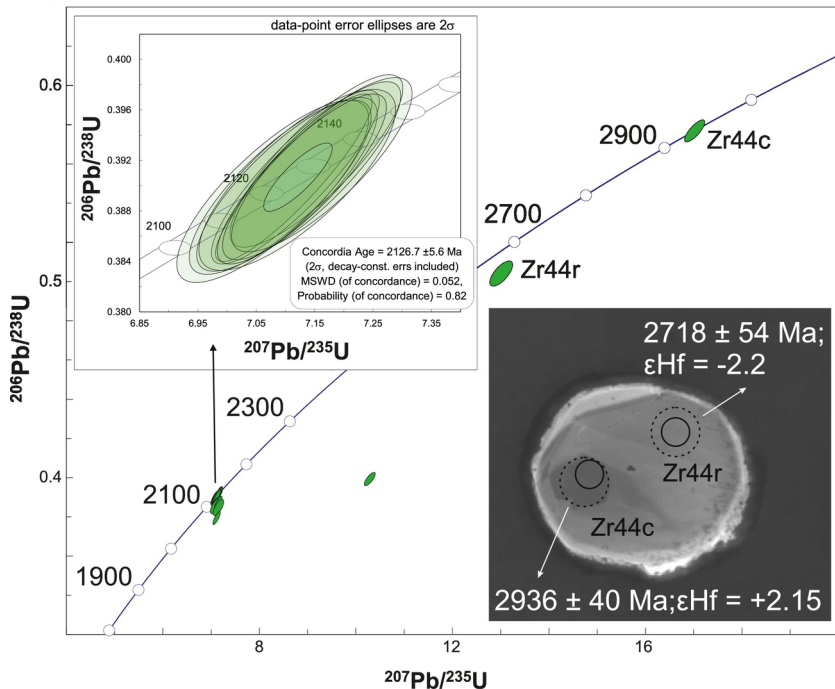 data-point error ellipses are 2σ
0.400
0.396
0.392
0.388
0.384
0.380
2140
2120
2100
Concordia Age = 2126.7 ±5.6 Ma
(2σ, decay-const. errs included)
MSWD (of concordance) = 0.052,
Probability (of concordance) = 0.82
6.85
6.95
7.05
7.15
7.25
7.35
206Pb/238U
207Pb/235U
0.6
0.5
0.4
206Pb/238U
2900
Zr44c
2700
Zr44r
2300
2100
1900
2718 ± 54 Ma;
εHf = -2.2
Zr44r
Zr44c
2936 ± 40 Ma;εHf = +2.15
8
12
16
207Pb/235U